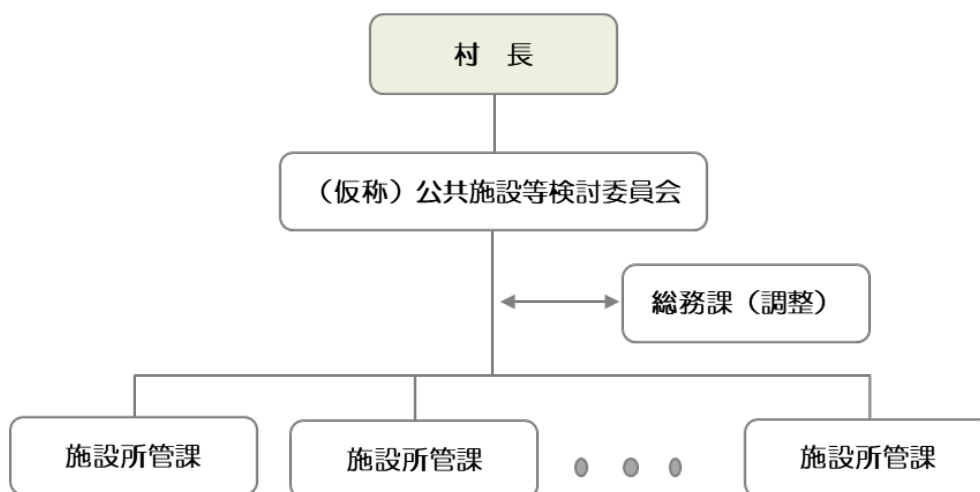 村　長
（仮称）公共施設等検討委員会
総務課（調整）
施設所管課
施設所管課
施設所管課